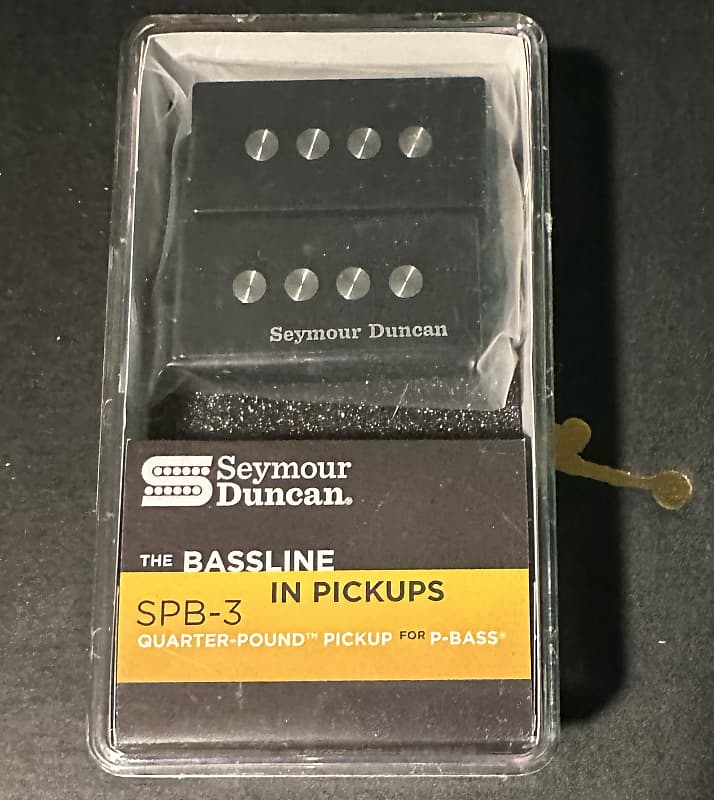 Seymour Duncan
Seymour
Duncan®
THE BASSLINE
IN PICKUPS
SPB-3
QUARTER-POUND™ PICKUP FOR P-BASS®